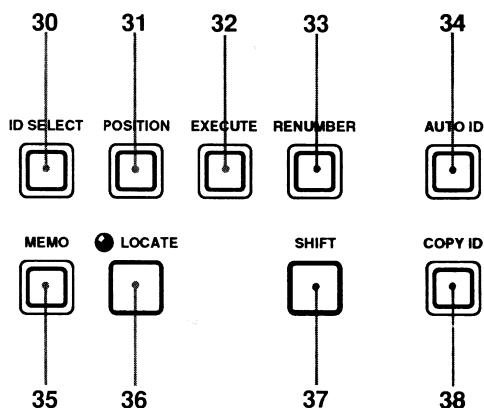 30 31 32 33 34
ID SELECT POSITION EXECUTE RENUMBER AUTO ID
MEMO LOCATE SHIFT COPY ID
35 36 37 38